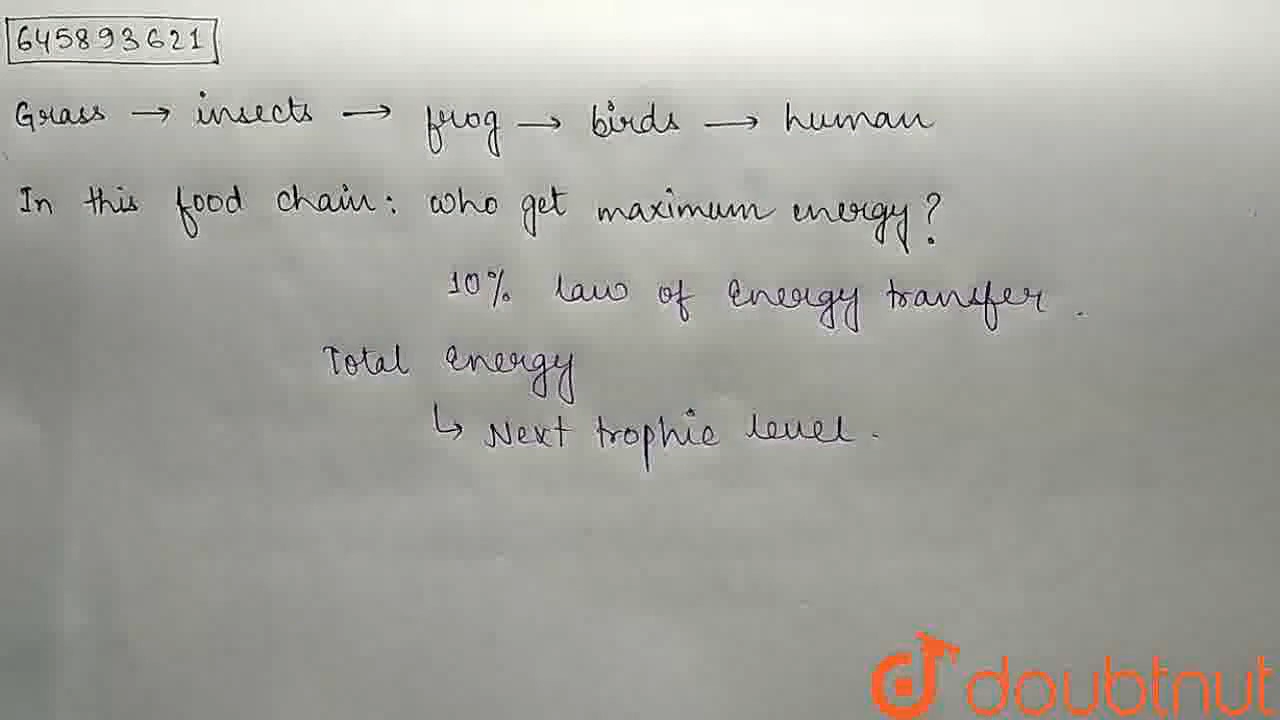 645893621
Grass → insects → frog → birds → human
In this food chain: who get maximum energy?
10% law of energy transfer.
Total energy
↳ Next trophic level.
doubtnut